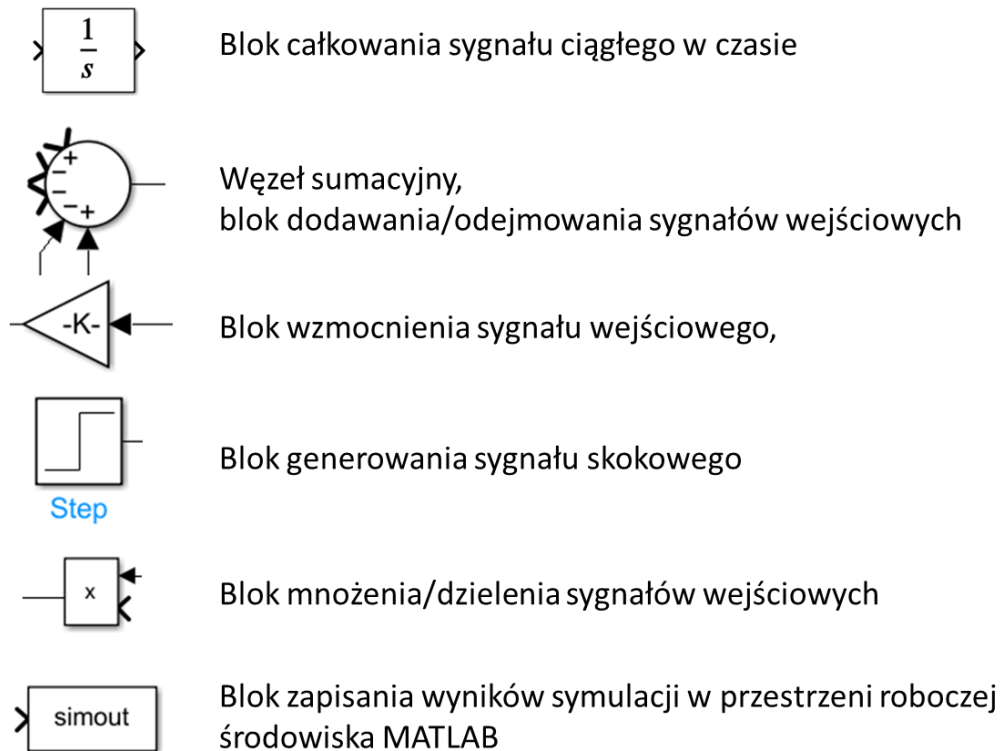 1
s
Blok całkowania sygnału ciągłego w czasie
+
−
−
−
+
Węzeł sumacyjny,
blok dodawania/odejmowania sygnałów wejściowych
-K-
Blok wzmocnienia sygnału wejściowego,
Blok generowania sygnału skokowego
Step
x
Blok mnożenia/dzielenia sygnałów wejściowych
simout
Blok zapisania wyników symulacji w przestrzeni roboczej
środowiska MATLAB